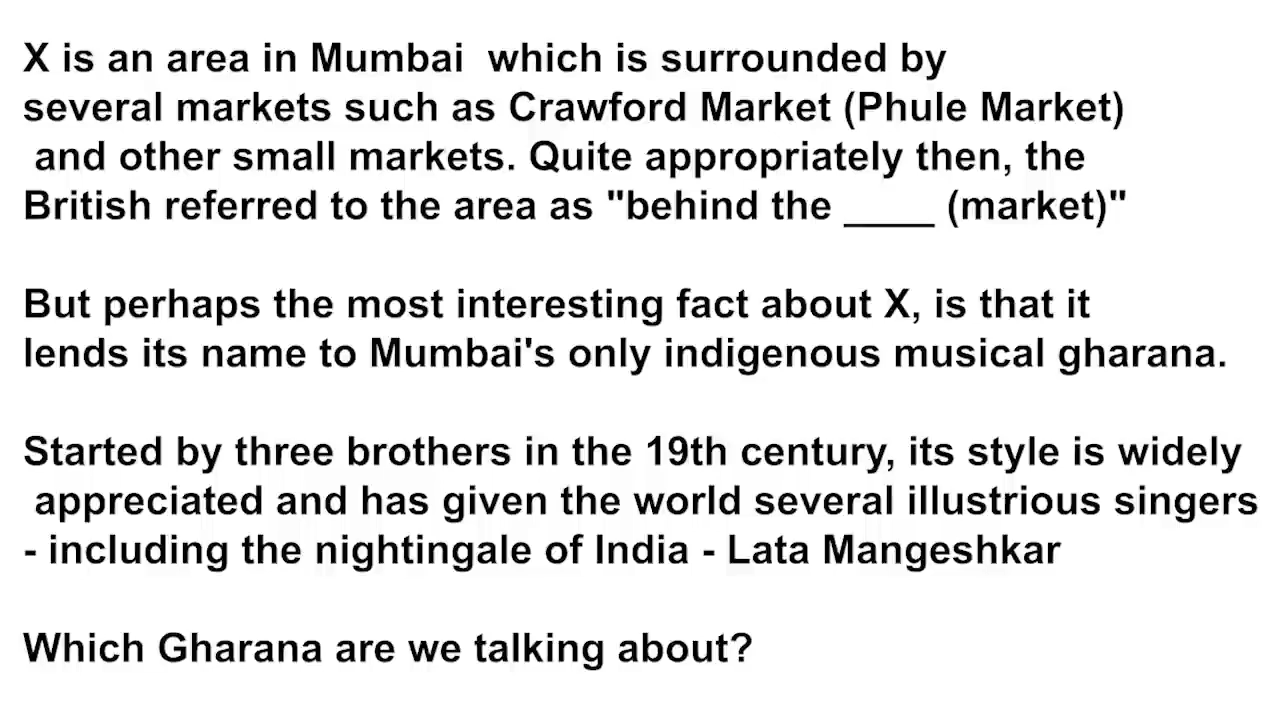 X is an area in Mumbai  which is surrounded by
several markets such as Crawford Market (Phule Market)
and other small markets. Quite appropriately then, the
British referred to the area as "behind the ____ (market)"
But perhaps the most interesting fact about X, is that it
lends its name to Mumbai's only indigenous musical gharana.
Started by three brothers in the 19th century, its style is widely
appreciated and has given the world several illustrious singers
- including the nightingale of India - Lata Mangeshkar
Which Gharana are we talking about?